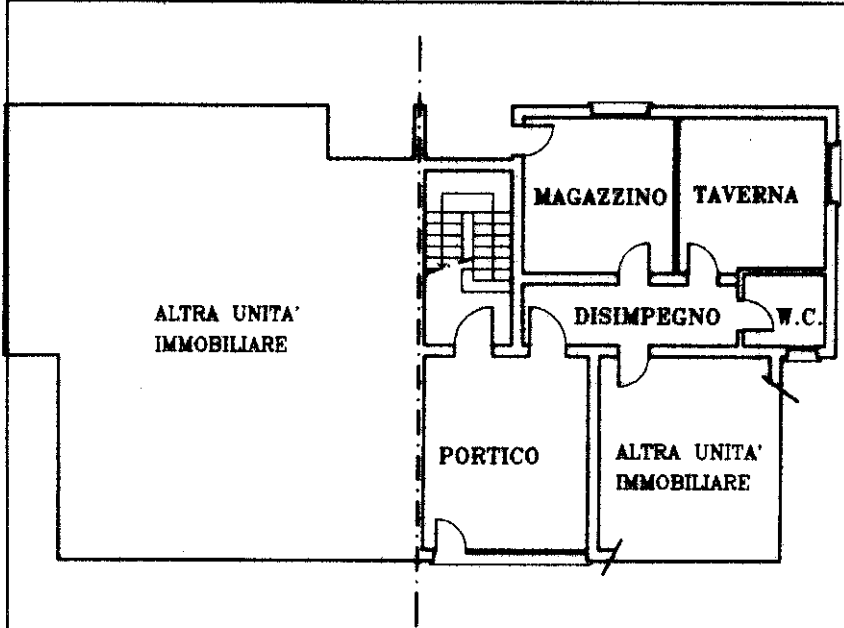 MAGAZZINO
TAVERNA
ALTRA UNITA'
IMMOBILIARE
DISIMPEGNO
W.C.
PORTICO
ALTRA UNITA'
IMMOBILIARE